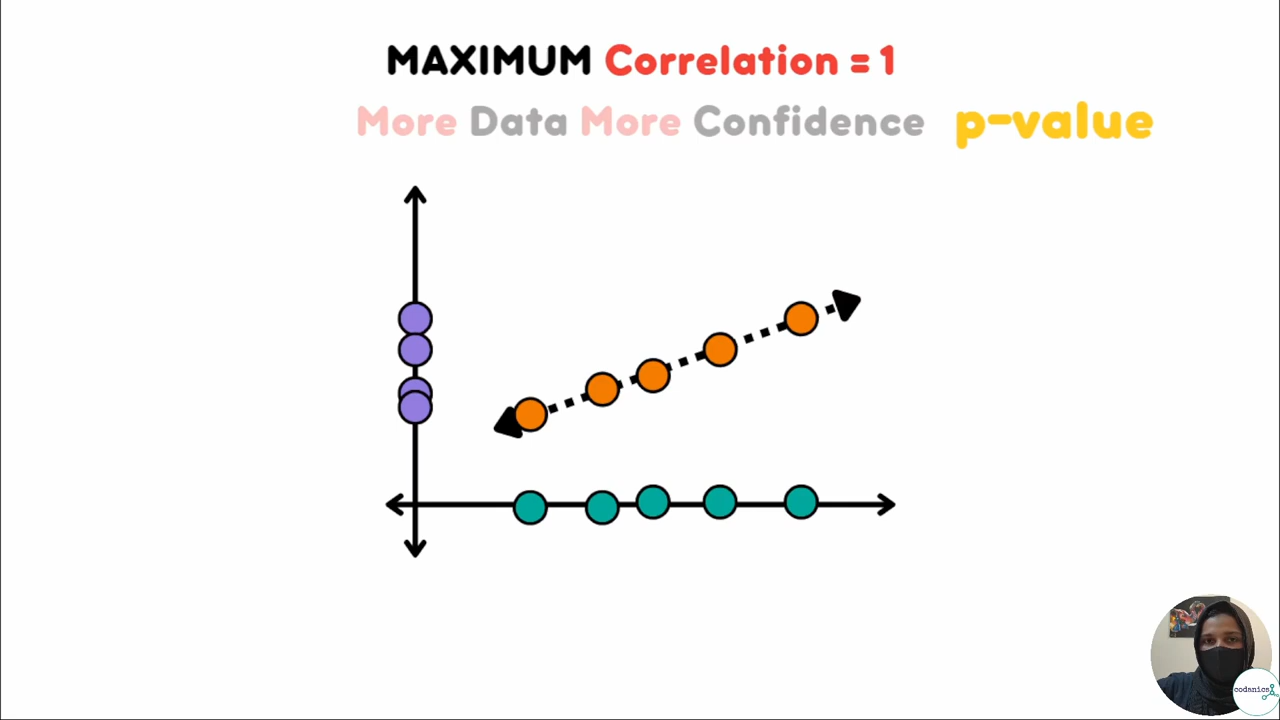 MAXIMUM Correlation = 1
More Data More Confidence p-value
codanics